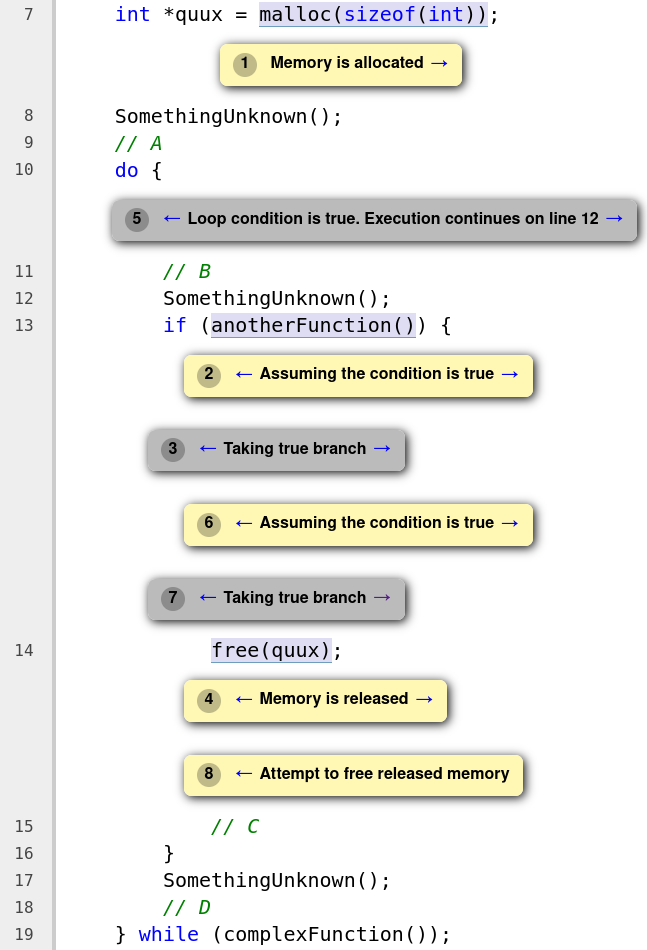 7 int *quux = malloc(sizeof(int));
1 Memory is allocated →
8 SomethingUnknown();
9 // A
10 do {
5 ← Loop condition is true. Execution continues on line 12 →
11 // B
12 SomethingUnknown();
13 if (anotherFunction()) {
2 ← Assuming the condition is true →
3 ← Taking true branch →
6 ← Assuming the condition is true →
7 ← Taking true branch →
14 free(quux);
4 ← Memory is released →
8 ← Attempt to free released memory
15 // C
16 }
17 SomethingUnknown();
18 // D
19 } while (complexFunction());